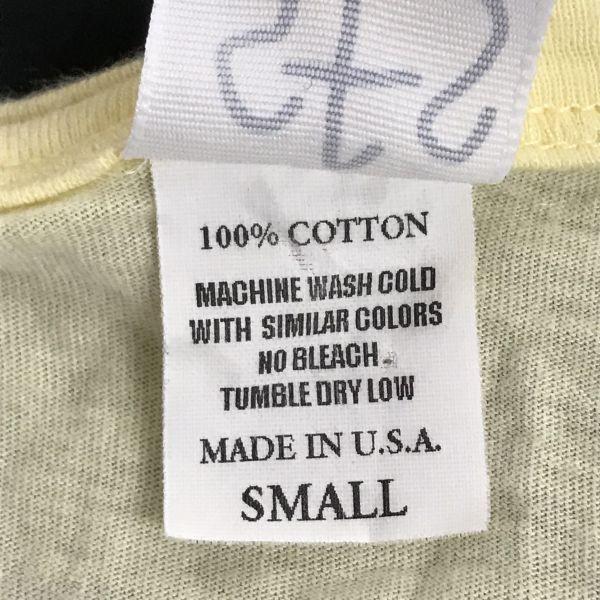 100% COTTON
MACHINE WASH COLD
WITH SIMILAR COLORS
NO BLEACH
TUMBLE DRY LOW
MADE IN U.S.A.
SMALL